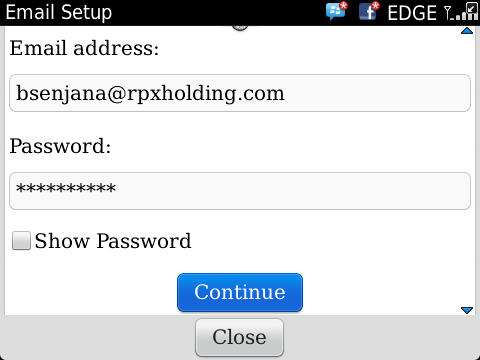 Email Setup EDGE
Email address:
bsenjana@rpxholding.com
Password:
**********
Show Password
Continue
Close